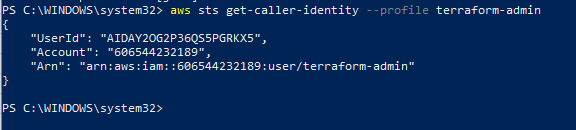 PS C:\WINDOWS\system32> aws sts get-caller-identity --profile terraform-admin
{
    "UserId": "AIDAY2OG2P36QS5PGRKX5",
    "Account": "606544232189",
    "Arn": "arn:aws:iam::606544232189:user/terraform-admin"
}
PS C:\WINDOWS\system32>